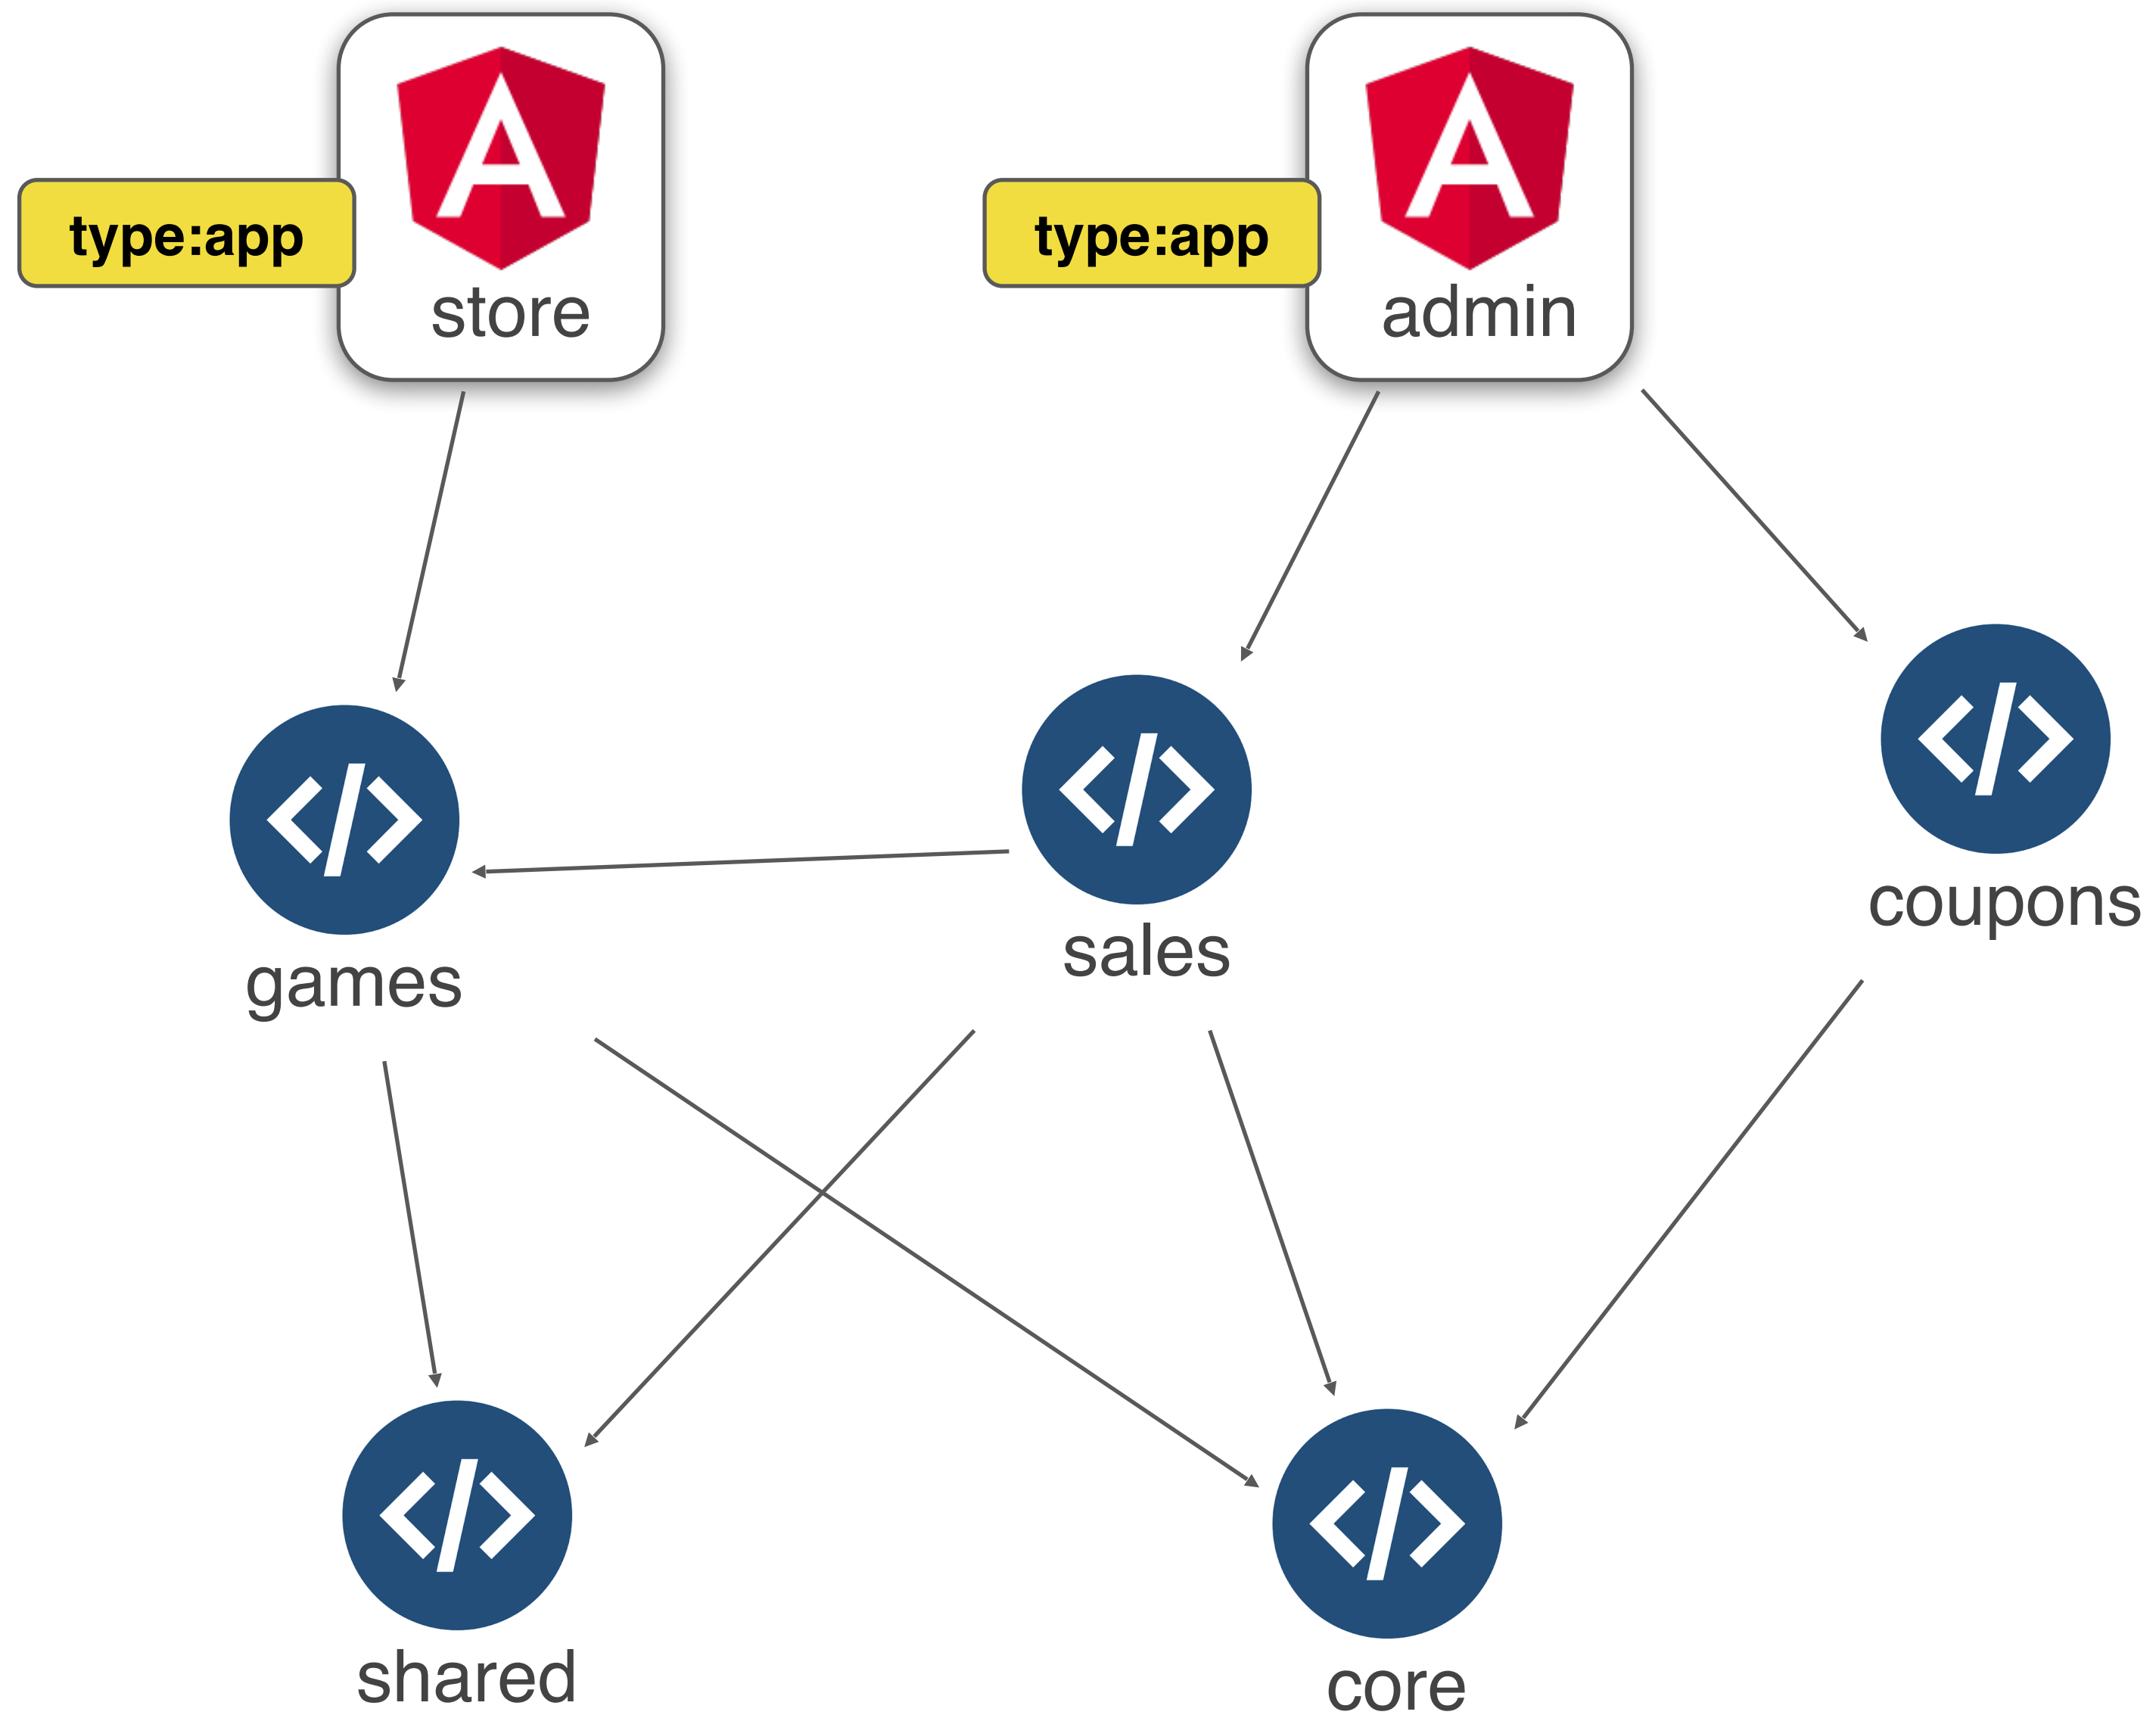 type:app
store
type:app
admin
games
sales
coupons
shared
core